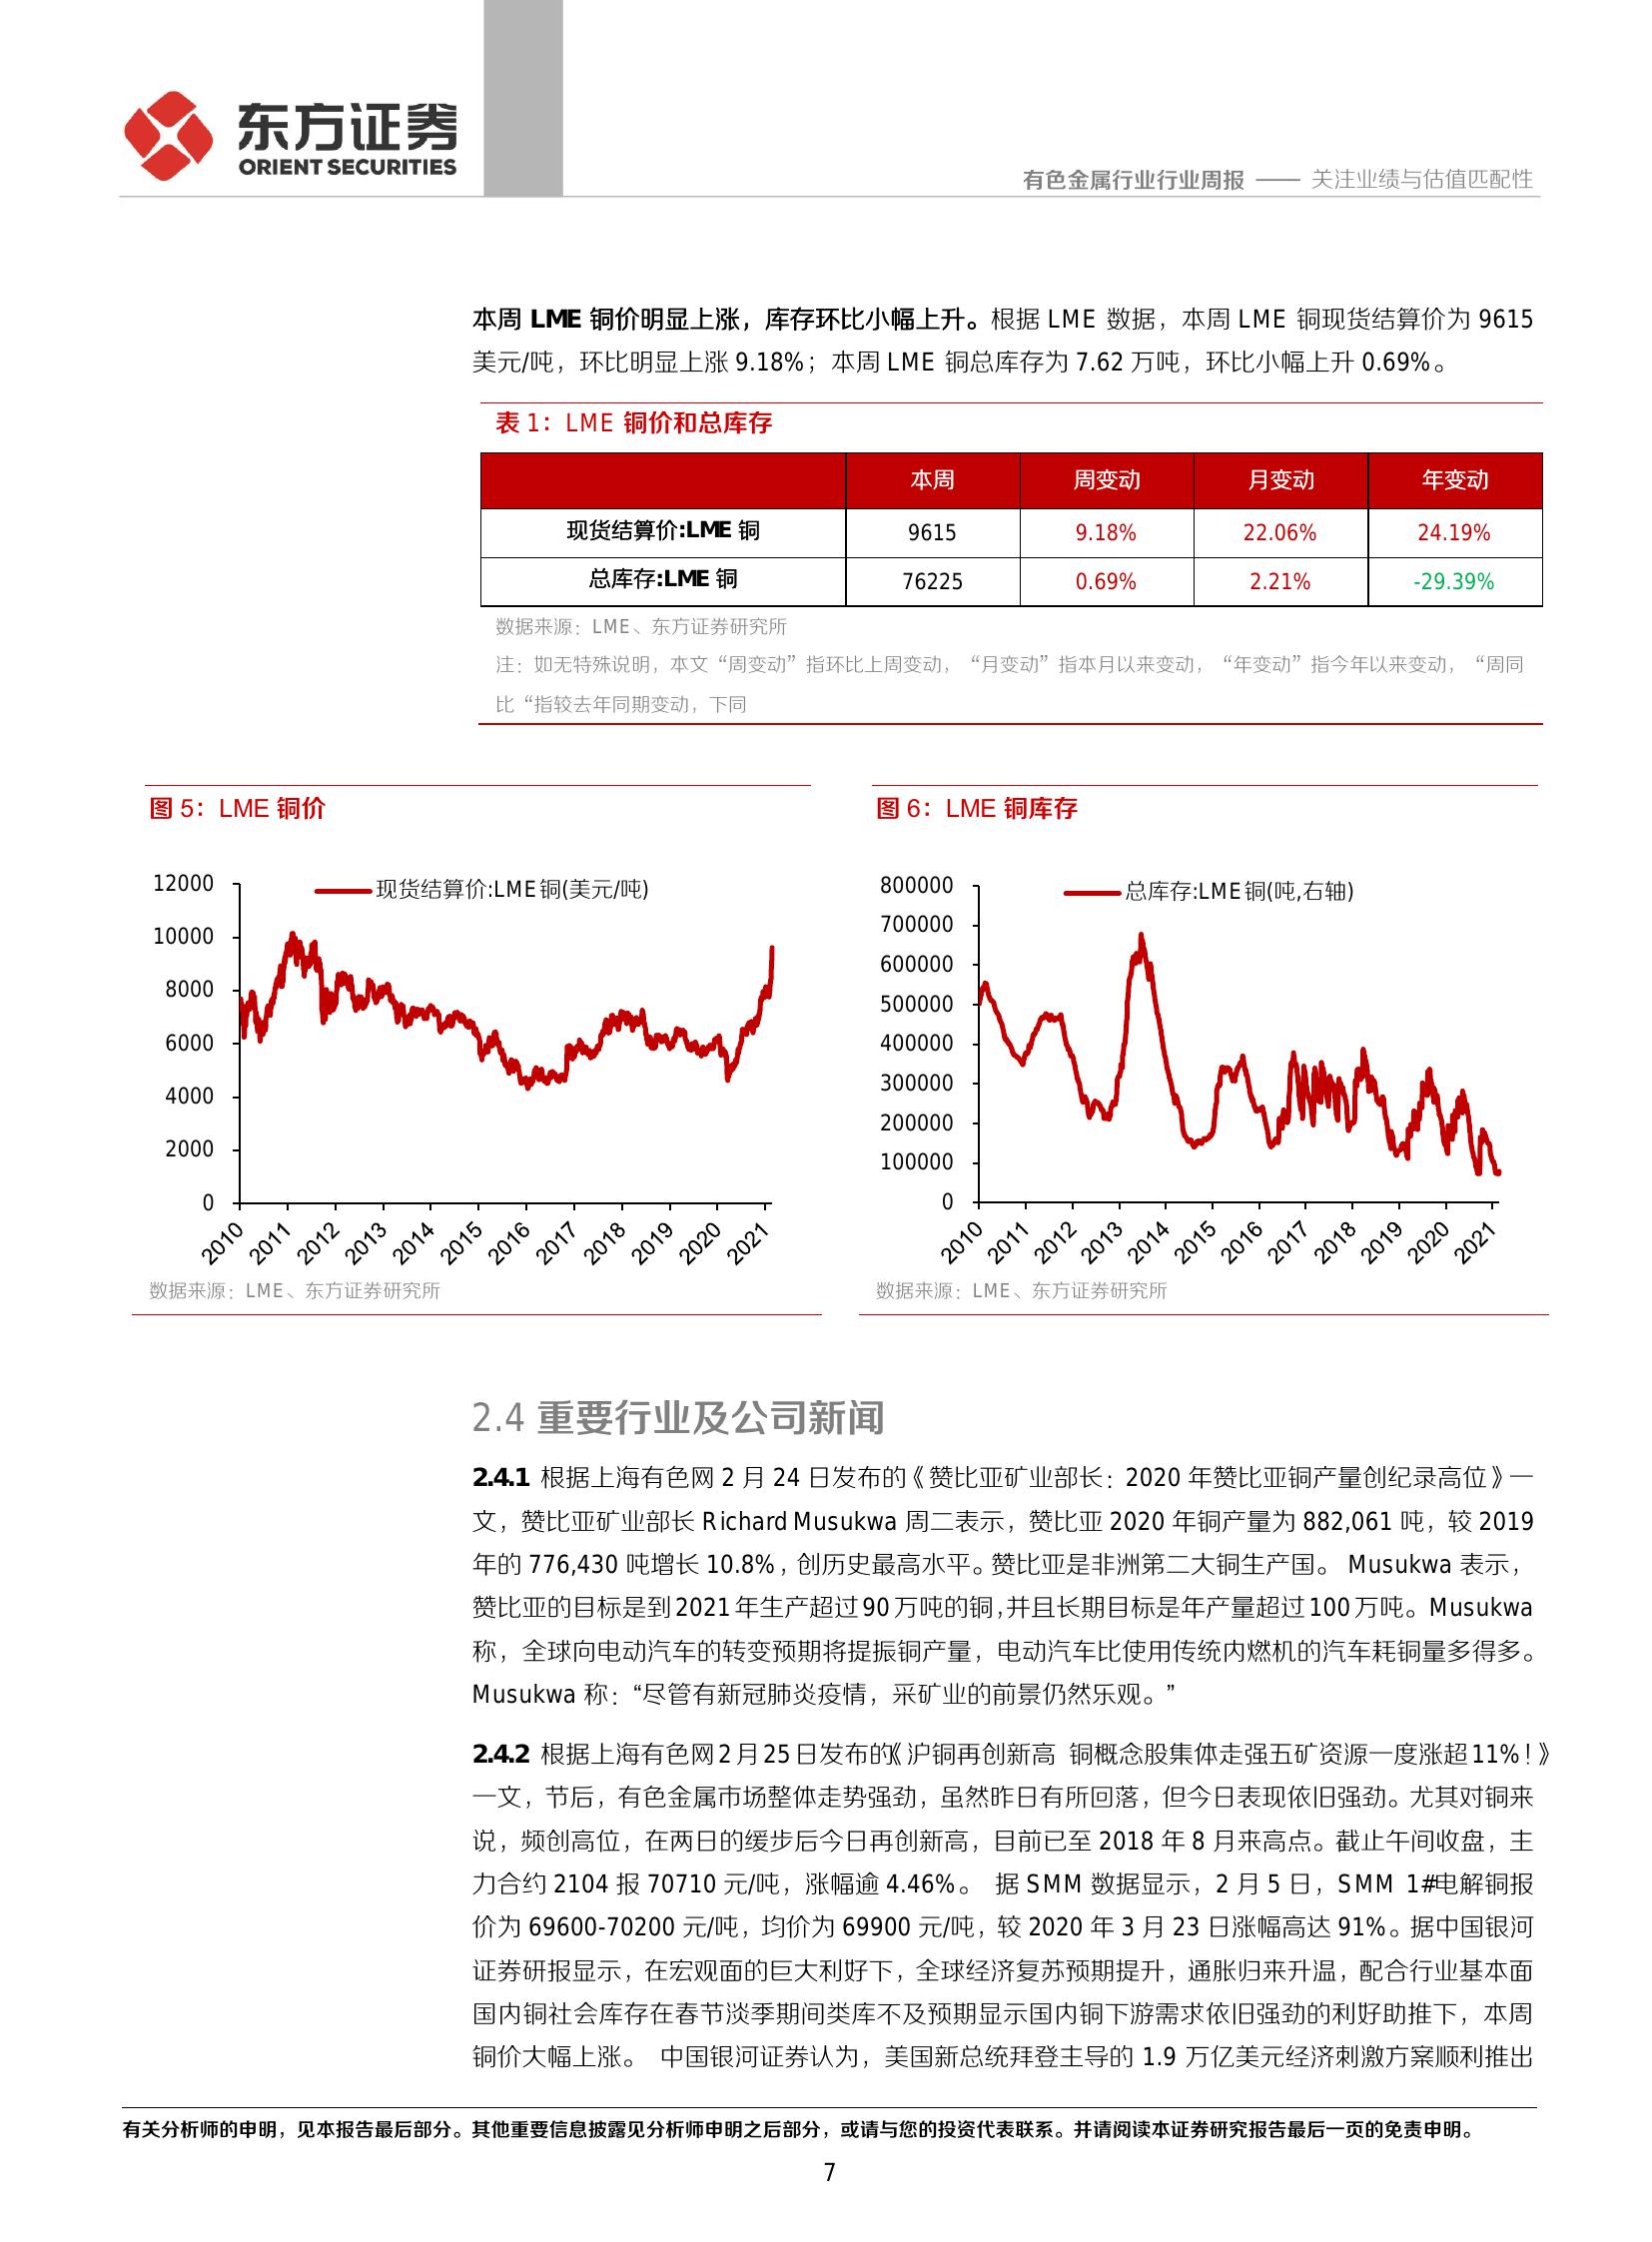 东方证券
ORIENT SECURITIES
有色金属行业行业周报 —— 关注业绩与估值匹配性
本周 LME 铜价明显上涨，库存环比小幅上升。根据 LME 数据，本周 LME 铜现货结算价为 9615
美元/吨，环比明显上涨 9.18%；本周 LME 铜总库存为 7.62 万吨，环比小幅上升 0.69%。
表 1：LME 铜价和总库存
本周 周变动 月变动 年变动
现货结算价:LME 铜 9615 9.18% 22.06% 24.19%
总库存:LME 铜 76225 0.69% 2.21% -29.39%
数据来源：LME、东方证券研究所
注：如无特殊说明，本文“周变动”指环比上周变动，“月变动”指本月以来变动，“年变动”指今年以来变动，“周同
比“指较去年同期变动，下同
图 5：LME 铜价
现货结算价:LME铜(美元/吨)
12000
10000
8000
6000
4000
2000
0
2010 2011 2012 2013 2014 2015 2016 2017 2018 2019 2020 2021
数据来源：LME、东方证券研究所
图 6：LME 铜库存
总库存:LME铜(吨,右轴)
800000
700000
600000
500000
400000
300000
200000
100000
0
2010 2011 2012 2013 2014 2015 2016 2017 2018 2019 2020 2021
数据来源：LME、东方证券研究所
2.4 重要行业及公司新闻
2.4.1 根据上海有色网 2 月 24 日发布的《赞比亚矿业部长：2020 年赞比亚铜产量创纪录高位》一
文，赞比亚矿业部长 Richard Musukwa 周二表示，赞比亚 2020 年铜产量为 882,061 吨，较 2019
年的 776,430 吨增长 10.8%，创历史最高水平。赞比亚是非洲第二大铜生产国。 Musukwa 表示，
赞比亚的目标是到 2021 年生产超过 90 万吨的铜，并且长期目标是年产量超过 100 万吨。Musukwa
称，全球向电动汽车的转变预期将提振铜产量，电动汽车比使用传统内燃机的汽车耗铜量多得多。
Musukwa 称：“尽管有新冠肺炎疫情，采矿业的前景仍然乐观。”
2.4.2 根据上海有色网 2 月 25 日发布的《沪铜再创新高 铜概念股集体走强五矿资源一度涨超 11%！》
一文，节后，有色金属市场整体走势强劲，虽然昨日有所回落，但今日表现依旧强劲。尤其对铜来
说，频创高位，在两日的缓步后今日再创新高，目前已至 2018 年 8 月来高点。截止午间收盘，主
力合约 2104 报 70710 元/吨，涨幅逾 4.46%。 据 SMM 数据显示，2 月 5 日，SMM 1#电解铜报
价为 69600-70200 元/吨，均价为 69900 元/吨，较 2020 年 3 月 23 日涨幅高达 91%。据中国银河
证券研报显示，在宏观面的巨大利好下，全球经济复苏预期提升，通胀归来升温，配合行业基本面
国内铜社会库存在春节淡季期间类库不及预期显示国内铜下游需求依旧强劲的利好助推下，本周
铜价大幅上涨。 中国银河证券认为，美国新总统拜登主导的 1.9 万亿美元经济刺激方案顺利推出
有关分析师的申明，见本报告最后部分。其他重要信息披露见分析师申明之后部分，或请与您的投资代表联系。并请阅读本证券研究报告最后一页的免责申明。
7